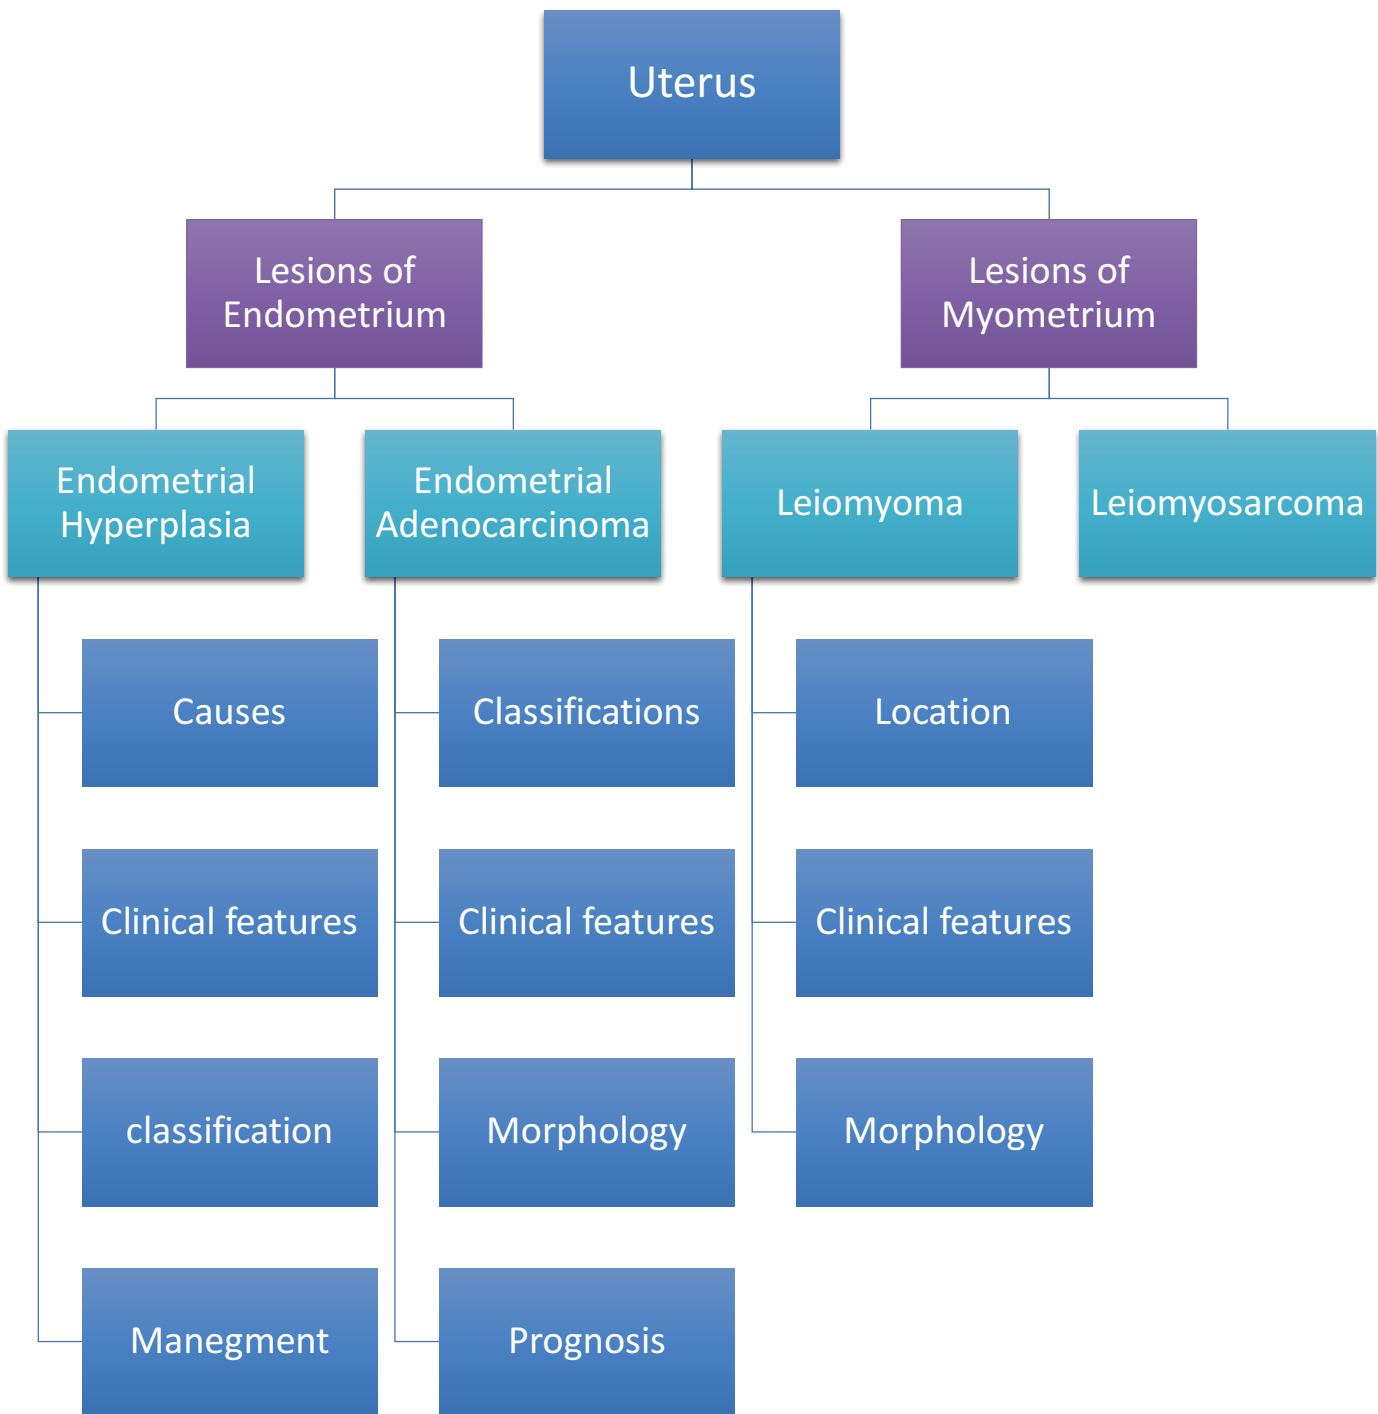 Uterus
Lesions of
Endometrium
Lesions of
Myometrium
Endometrial
Hyperplasia
Endometrial
Adenocarcinoma
Leiomyoma
Leiomyosarcoma
Causes
Classifications
Location
Clinical features
Clinical features
Clinical features
classification
Morphology
Morphology
Manegment
Prognosis